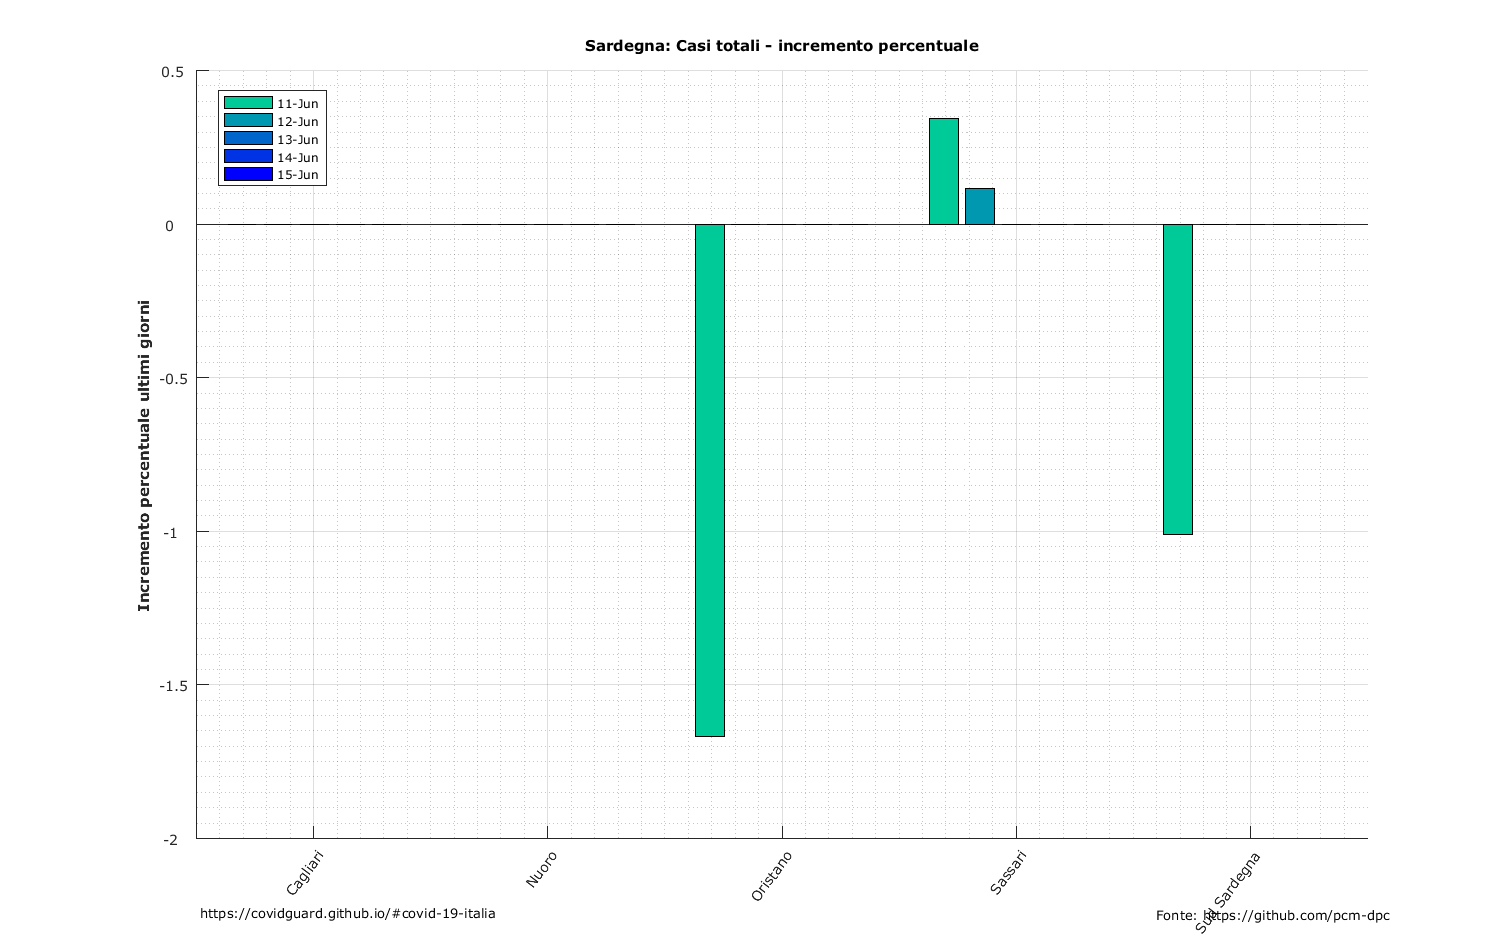 Sardegna: Casi totali - incremento percentuale
0.5
0
-0.5
-1
-1.5
-2
Incremento percentuale ultimi giorni
11-Jun
12-Jun
13-Jun
14-Jun
15-Jun
Cagliari
Nuoro
Oristano
Sassari
Sud Sardegna
https://covidguard.github.io/#covid-19-italia
Fonte: https://github.com/pcm-dpc